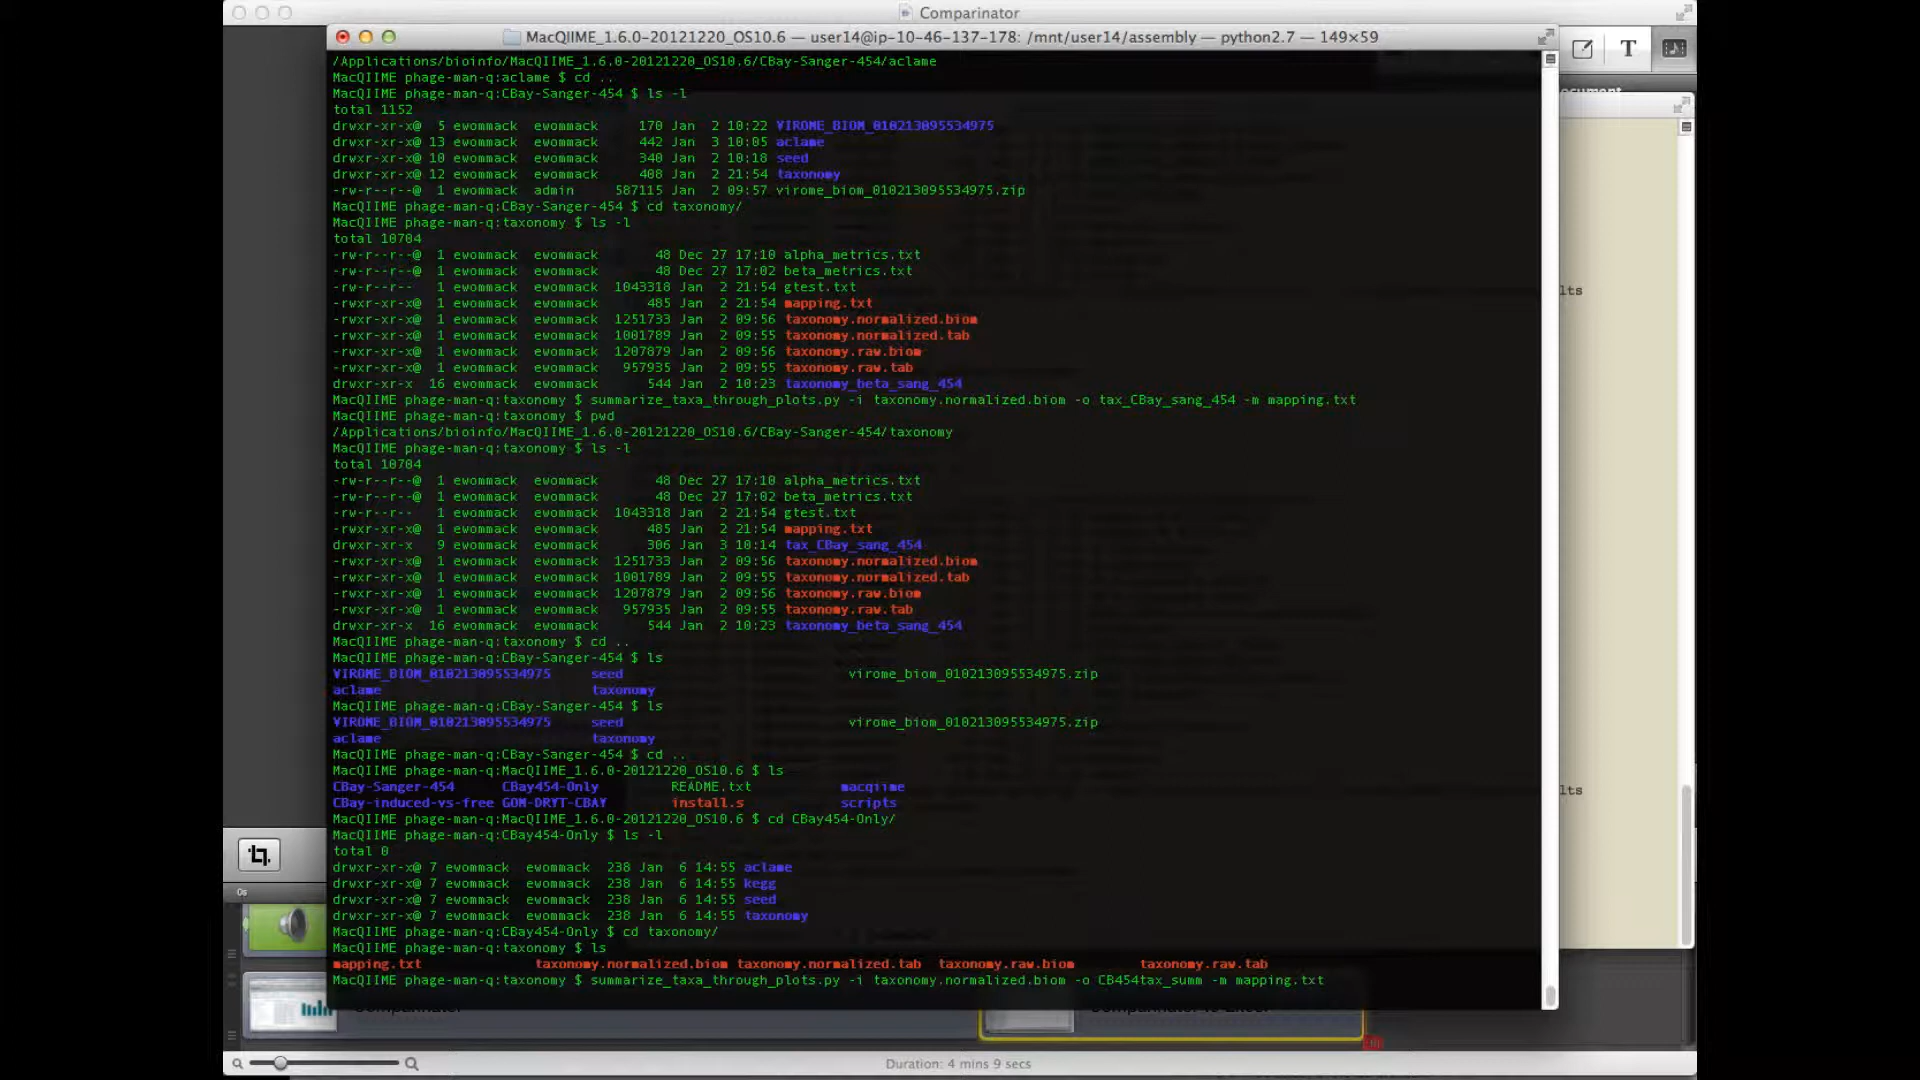 Comparinator
MacQIIME_1.6.0-20121220_OS10.6 — user14@ip-10-46-137-178: /mnt/user14/assembly — python2.7 — 149×59
T
/Applications/bioinfo/MacQIIME_1.6.0-20121220_OS10.6/CBay-Sanger-454/aclame
MacQIIME phage-man-q:aclame $ cd ..
MacQIIME phage-man-q:CBay-Sanger-454 $ ls -l
total 1152
drwxr-xr-x@ 5 ewommack ewommack 170 Jan 2 10:22 VIROME_BIOM_010213095534975
drwxr-xr-x@ 13 ewommack ewommack 442 Jan 3 10:05 aclame
drwxr-xr-x@ 10 ewommack ewommack 340 Jan 2 10:18 seed
drwxr-xr-x@ 12 ewommack ewommack 408 Jan 2 21:54 taxonomy
-rw-r--r--@ 1 ewommack admin 587115 Jan 2 09:57 virome_biom_010213095534975.zip
MacQIIME phage-man-q:CBay-Sanger-454 $ cd taxonomy/
MacQIIME phage-man-q:taxonomy $ ls -l
total 10704
-rw-r--r--@ 1 ewommack ewommack 48 Dec 27 17:10 alpha_metrics.txt
-rw-r--r--@ 1 ewommack ewommack 48 Dec 27 17:02 beta_metrics.txt
-rw-r--r-- 1 ewommack ewommack 1043318 Jan 2 21:54 gtest.txt
-rwxr-xr-x@ 1 ewommack ewommack 485 Jan 2 21:54 mapping.txt
-rwxr-xr-x@ 1 ewommack ewommack 1251733 Jan 2 09:56 taxonomy.normalized.biom
-rwxr-xr-x@ 1 ewommack ewommack 1001789 Jan 2 09:55 taxonomy.normalized.tab
-rwxr-xr-x@ 1 ewommack ewommack 1207879 Jan 2 09:56 taxonomy.raw.biom
-rwxr-xr-x@ 1 ewommack ewommack 957935 Jan 2 09:55 taxonomy.raw.tab
drwxr-xr-x 16 ewommack ewommack 544 Jan 2 10:23 taxonomy_beta_sang_454
MacQIIME phage-man-q:taxonomy $ summarize_taxa_through_plots.py -i taxonomy.normalized.biom -o tax_CBay_sang_454 -m mapping.txt
MacQIIME phage-man-q:taxonomy $ pwd
/Applications/bioinfo/MacQIIME_1.6.0-20121220_OS10.6/CBay-Sanger-454/taxonomy
MacQIIME phage-man-q:taxonomy $ ls -l
total 10704
-rw-r--r--@ 1 ewommack ewommack 48 Dec 27 17:10 alpha_metrics.txt
-rw-r--r--@ 1 ewommack ewommack 48 Dec 27 17:02 beta_metrics.txt
-rw-r--r-- 1 ewommack ewommack 1043318 Jan 2 21:54 gtest.txt
-rwxr-xr-x@ 1 ewommack ewommack 485 Jan 2 21:54 mapping.txt
drwxr-xr-x 9 ewommack ewommack 306 Jan 3 10:14 tax_CBay_sang_454
-rwxr-xr-x@ 1 ewommack ewommack 1251733 Jan 2 09:56 taxonomy.normalized.biom
-rwxr-xr-x@ 1 ewommack ewommack 1001789 Jan 2 09:55 taxonomy.normalized.tab
-rwxr-xr-x@ 1 ewommack ewommack 1207879 Jan 2 09:56 taxonomy.raw.biom
-rwxr-xr-x@ 1 ewommack ewommack 957935 Jan 2 09:55 taxonomy.raw.tab
drwxr-xr-x 16 ewommack ewommack 544 Jan 2 10:23 taxonomy_beta_sang_454
MacQIIME phage-man-q:taxonomy $ cd ..
MacQIIME phage-man-q:CBay-Sanger-454 $ ls
VIROME_BIOM_010213095534975 seed virome_biom_010213095534975.zip
aclame taxonomy
MacQIIME phage-man-q:CBay-Sanger-454 $ ls
VIROME_BIOM_010213095534975 seed virome_biom_010213095534975.zip
aclame taxonomy
MacQIIME phage-man-q:CBay-Sanger-454 $ cd ..
MacQIIME phage-man-q:MacQIIME_1.6.0-20121220_OS10.6 $ ls
CBay-Sanger-454 CBay454-Only README.txt macqiime
CBay-induced-vs-free GOM-DRYT-CBAY install.s scripts
MacQIIME phage-man-q:MacQIIME_1.6.0-20121220_OS10.6 $ cd CBay454-Only/
MacQIIME phage-man-q:CBay454-Only $ ls -l
total 0
drwxr-xr-x@ 7 ewommack ewommack 238 Jan 6 14:55 aclame
drwxr-xr-x@ 7 ewommack ewommack 238 Jan 6 14:55 kegg
drwxr-xr-x@ 7 ewommack ewommack 238 Jan 6 14:55 seed
drwxr-xr-x@ 7 ewommack ewommack 238 Jan 6 14:55 taxonomy
MacQIIME phage-man-q:CBay454-Only $ cd taxonomy/
MacQIIME phage-man-q:taxonomy $ ls
mapping.txt taxonomy.normalized.biom taxonomy.normalized.tab taxonomy.raw.biom taxonomy.raw.tab
MacQIIME phage-man-q:taxonomy $ summarize_taxa_through_plots.py -i taxonomy.normalized.biom -o CB454tax_summ -m mapping.txt
lts
lts
0s
Duration: 4 mins 9 secs